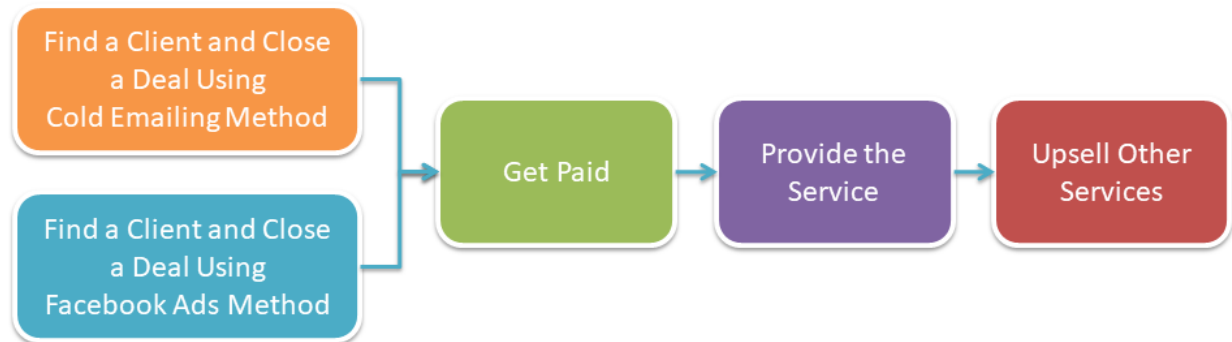 Find a Client and Close
a Deal Using
Cold Emailing Method
Find a Client and Close
a Deal Using
Facebook Ads Method
Get Paid
Provide the
Service
Upsell Other
Services